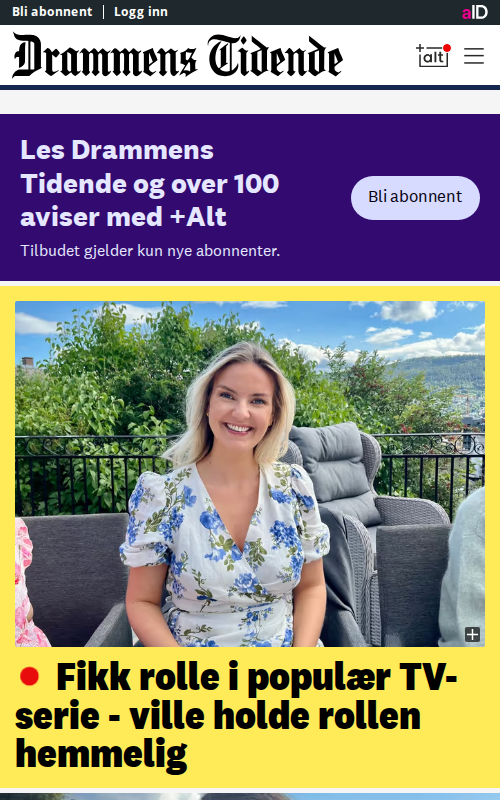 Bli abonnent
Logg inn
aID
Drammens Tidende
+alt
Les Drammens
Tidende og over 100
aviser med +Alt
Bli abonnent
Tilbudet gjelder kun nye abonnenter.
Fikk rolle i populær TV-
serie - ville holde rollen
hemmelig